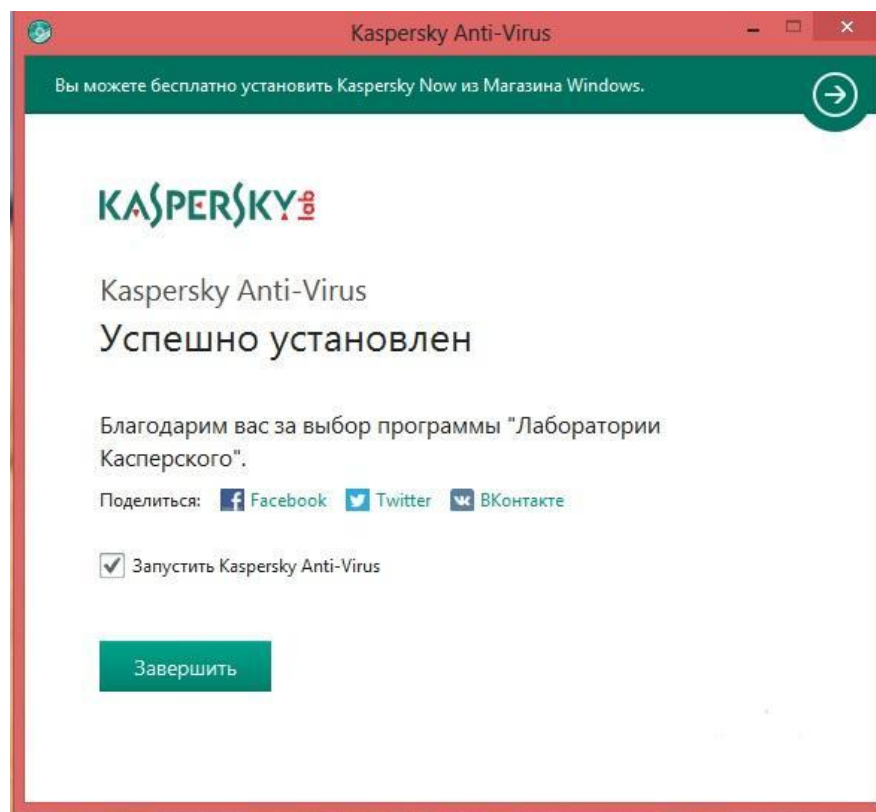 Kaspersky Anti-Virus
Вы можете бесплатно установить Kaspersky Now из Магазина Windows.
KASPERSKY lab
Kaspersky Anti-Virus
Успешно установлен
Благодарим вас за выбор программы "Лаборатории
Касперского".
Поделиться: Facebook Twitter ВКонтакте
Запустить Kaspersky Anti-Virus
Завершить